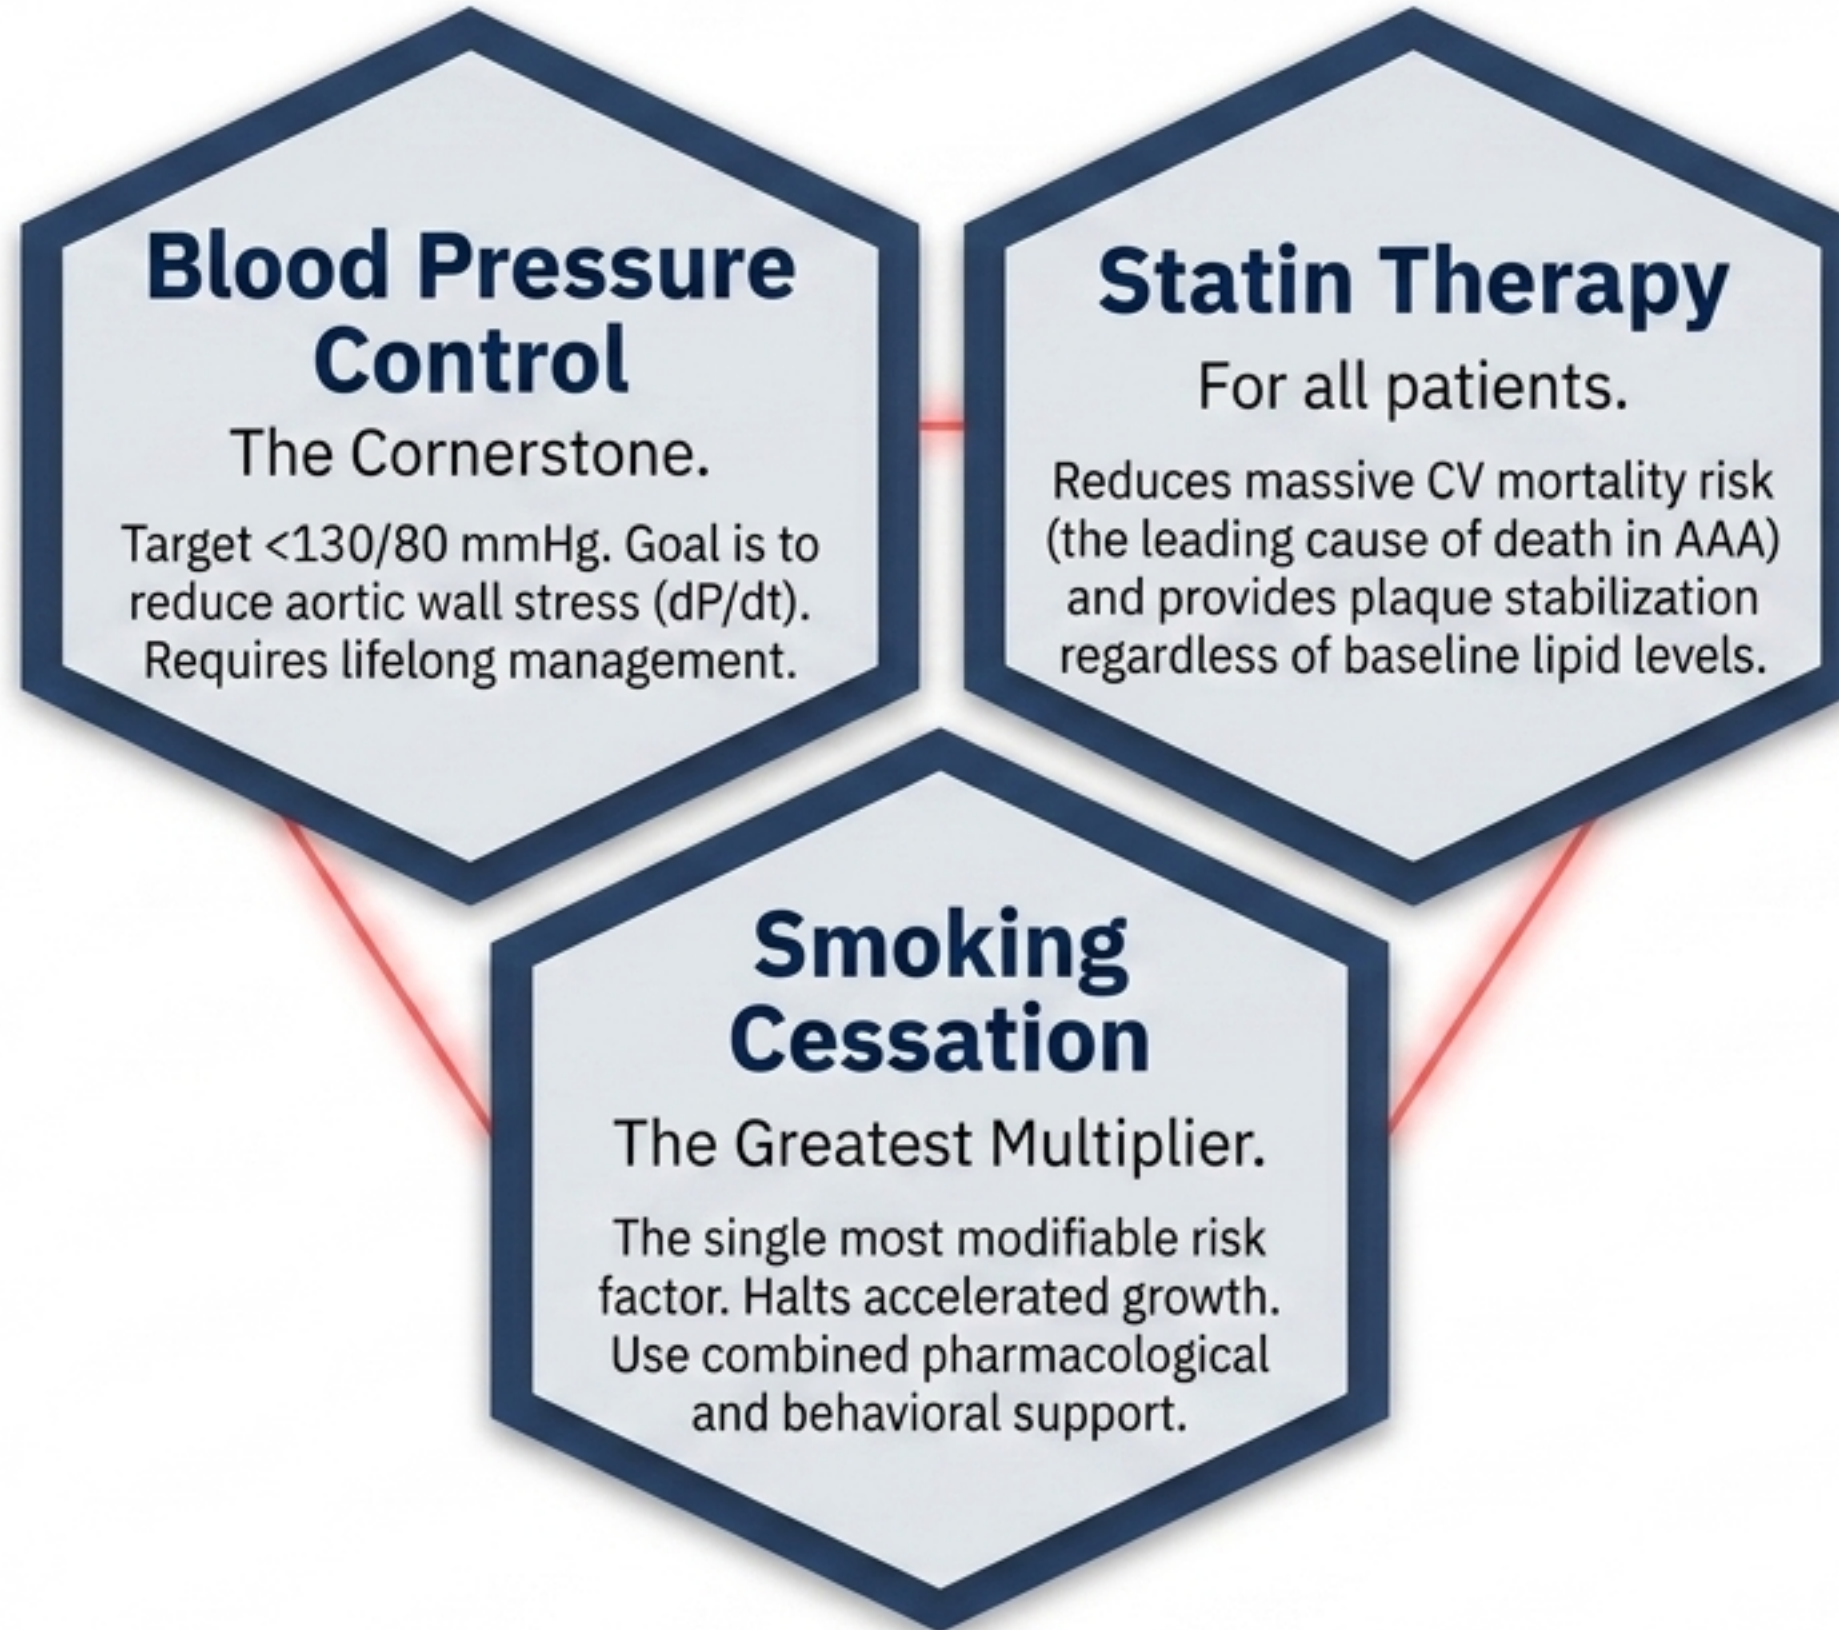 Blood Pressure
Control
The Cornerstone.
Target <130/80 mmHg. Goal is to
reduce aortic wall stress (dP/dt).
Requires lifelong management.
Statin Therapy
For all patients.
Reduces massive CV mortality risk
(the leading cause of death in AAA)
and provides plaque stabilization
regardless of baseline lipid levels.
Smoking
Cessation
The Greatest Multiplier.
The single most modifiable risk
factor. Halts accelerated growth.
Use combined pharmacological
and behavioral support.